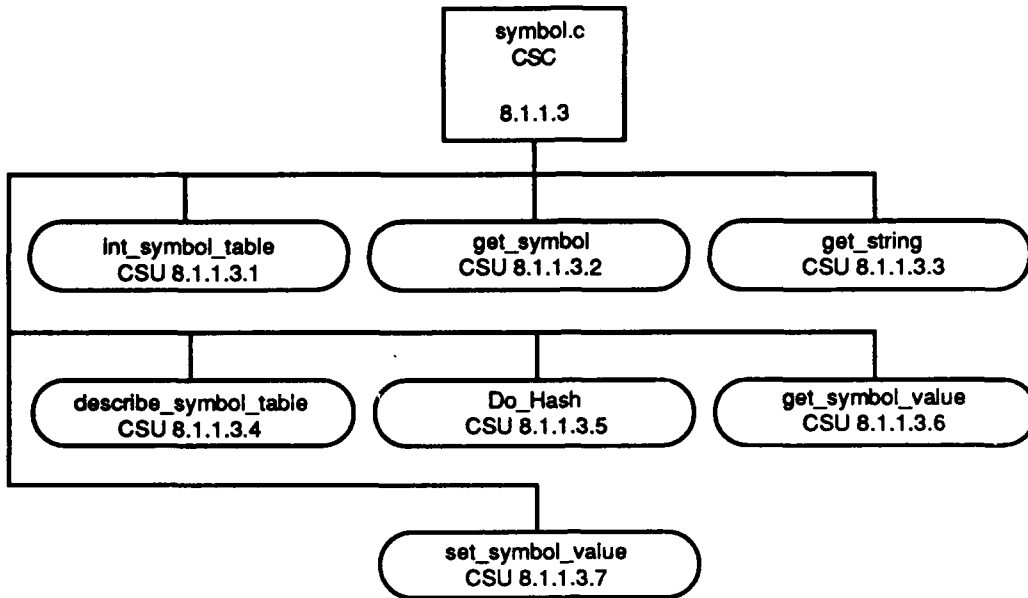 symbol.c
CSC
8.1.1.3
int_symbol_table
CSU 8.1.1.3.1
get_symbol
CSU 8.1.1.3.2
get_string
CSU 8.1.1.3.3
describe_symbol_table
CSU 8.1.1.3.4
Do_Hash
CSU 8.1.1.3.5
get_symbol_value
CSU 8.1.1.3.6
set_symbol_value
CSU 8.1.1.3.7